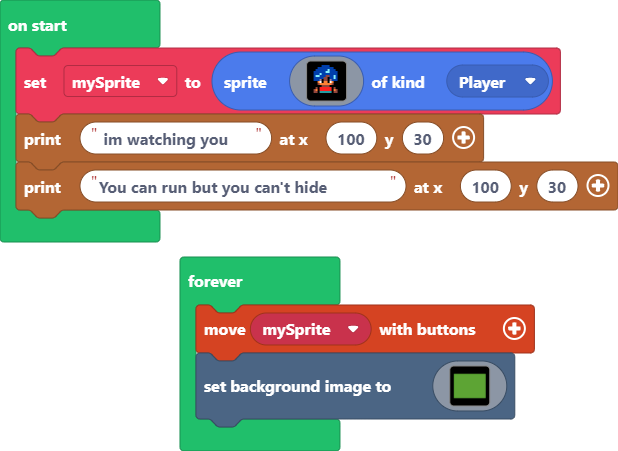 on start
set mySprite to sprite of kind Player
print " im watching you " at x 100 y 30
print "You can run but you can't hide " at x 100 y 30
forever
move mySprite with buttons
set background image to